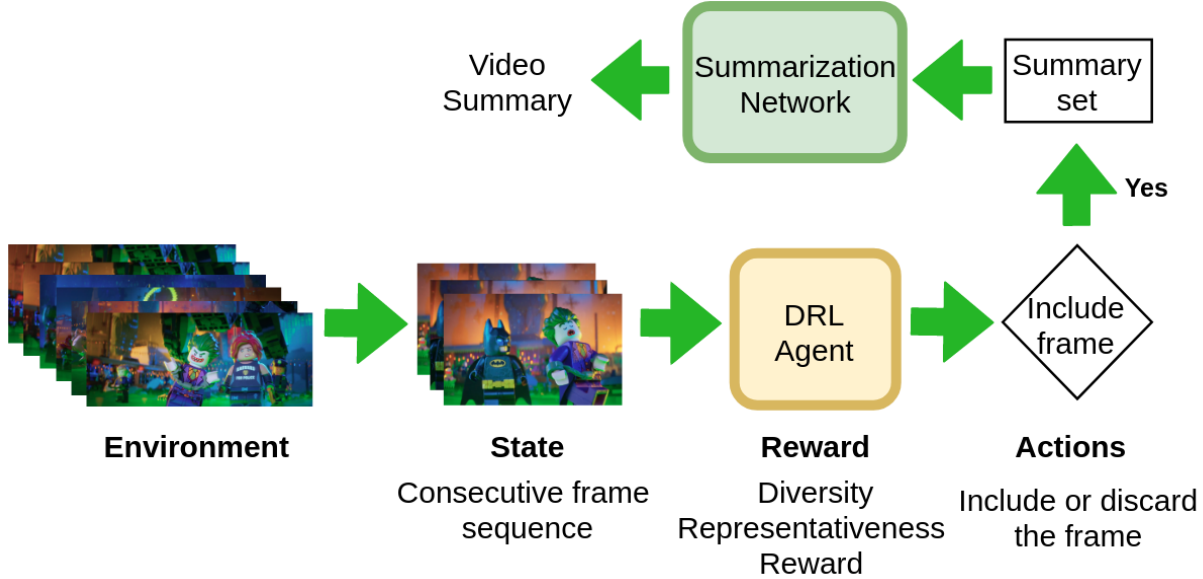 Video
Summary
Summarization
Network
Summary
set
Yes
DRL
Agent
Include
frame
Environment
State
Reward
Actions
Consecutive frame
sequence
Diversity
Representativeness
Reward
Include or discard
the frame